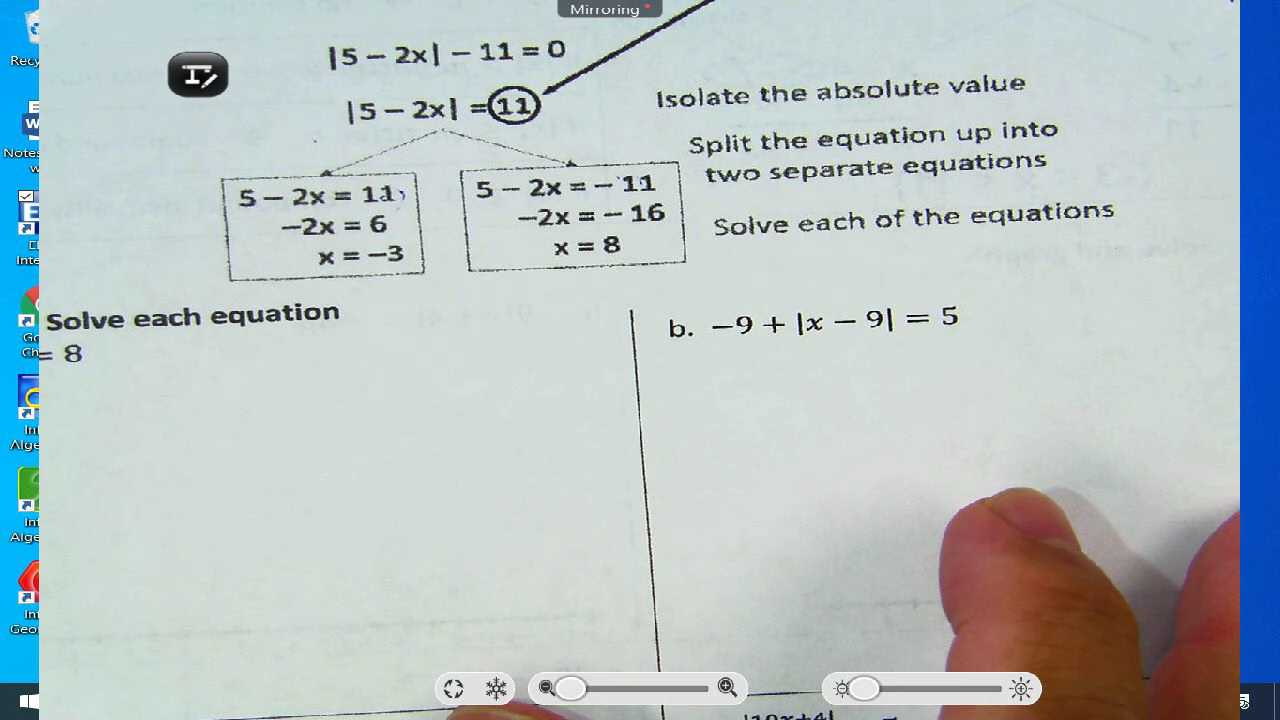 Mirroring
|5 − 2x| − 11 = 0
|5 − 2x| = 11
Isolate the absolute value
Split the equation up into
two separate equations
Solve each of the equations
5 − 2x = 11
−2x = 6
x = −3
5 − 2x = − 11
−2x = − 16
x = 8
Solve each equation
= 8
b. −9 + |x − 9| = 5
|10x+4|